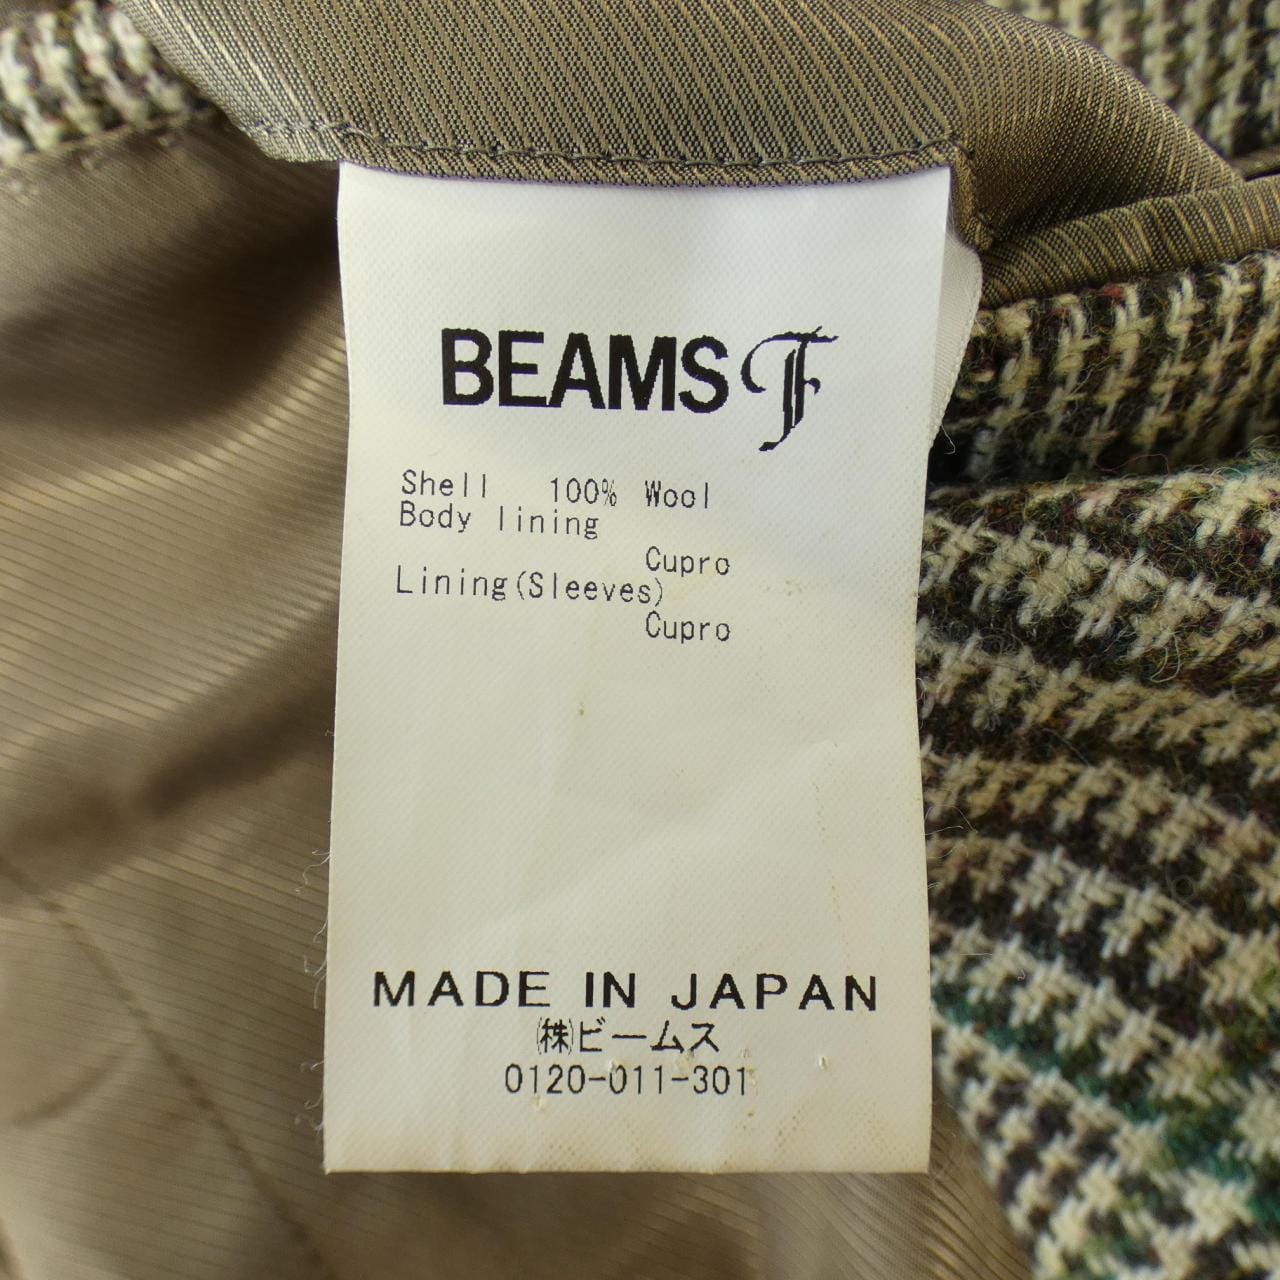 BEAMS F
Shell 100% Wool
Body lining
Cupro
Lining(Sleeves)
Cupro
MADE IN JAPAN
㈱ビームス
0120-011-301